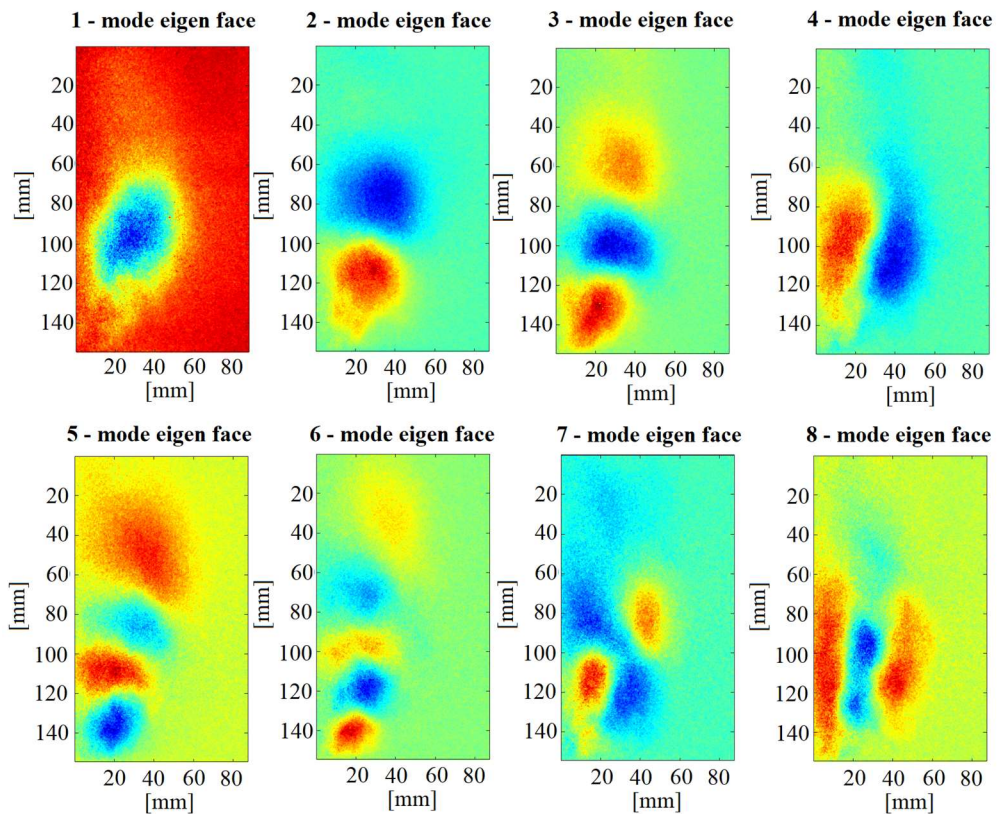 1 - mode eigen face
2 - mode eigen face
3 - mode eigen face
4 - mode eigen face
20 40 60 80 100 120 140
[mm]
20 40 60 80
[mm]
20 40 60 80 100 120 140
[mm]
20 40 60 80
[mm]
20 40 60 80 100 120 140
[mm]
20 40 60 80
[mm]
20 40 60 80 100 120 140
[mm]
20 40 60 80
[mm]
5 - mode eigen face
6 - mode eigen face
7 - mode eigen face
8 - mode eigen face
20 40 60 80 100 120 140
[mm]
20 40 60 80
[mm]
20 40 60 80 100 120 140
[mm]
20 40 60 80
[mm]
20 40 60 80 100 120 140
[mm]
20 40 60 80
[mm]
20 40 60 80 100 120 140
[mm]
20 40 60 80
[mm]